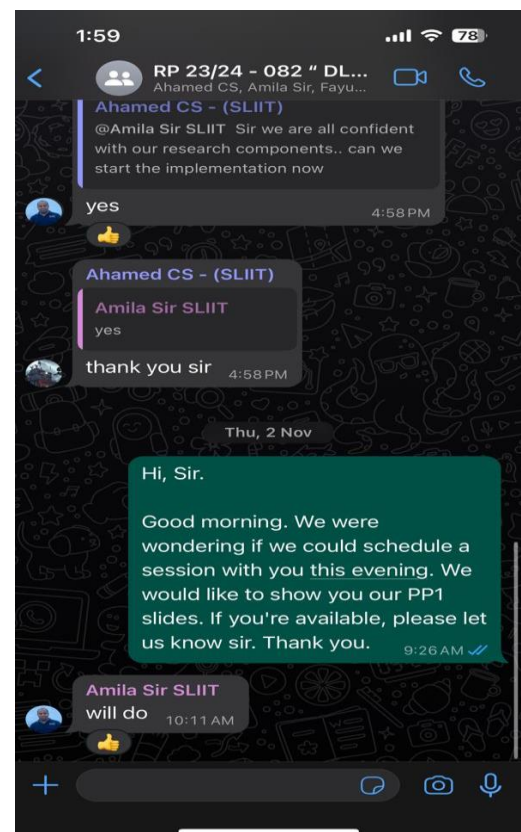 1:59
78
RP 23/24 - 082 “ DL...
Ahamed CS, Amila Sir, Fayu...
Ahamed CS - (SLIIT)
@Amila Sir SLIIT Sir we are all confident
with our research components.. can we
start the implementation now
yes
4:58 PM
Ahamed CS - (SLIIT)
Amila Sir SLIIT
yes
thank you sir
4:58 PM
Thu, 2 Nov
Hi, Sir.
Good morning. We were
wondering if we could schedule a
session with you this evening. We
would like to show you our PP1
slides. If you're available, please let
us know sir. Thank you.
9:26 AM
Amila Sir SLIIT
will do
10:11 AM